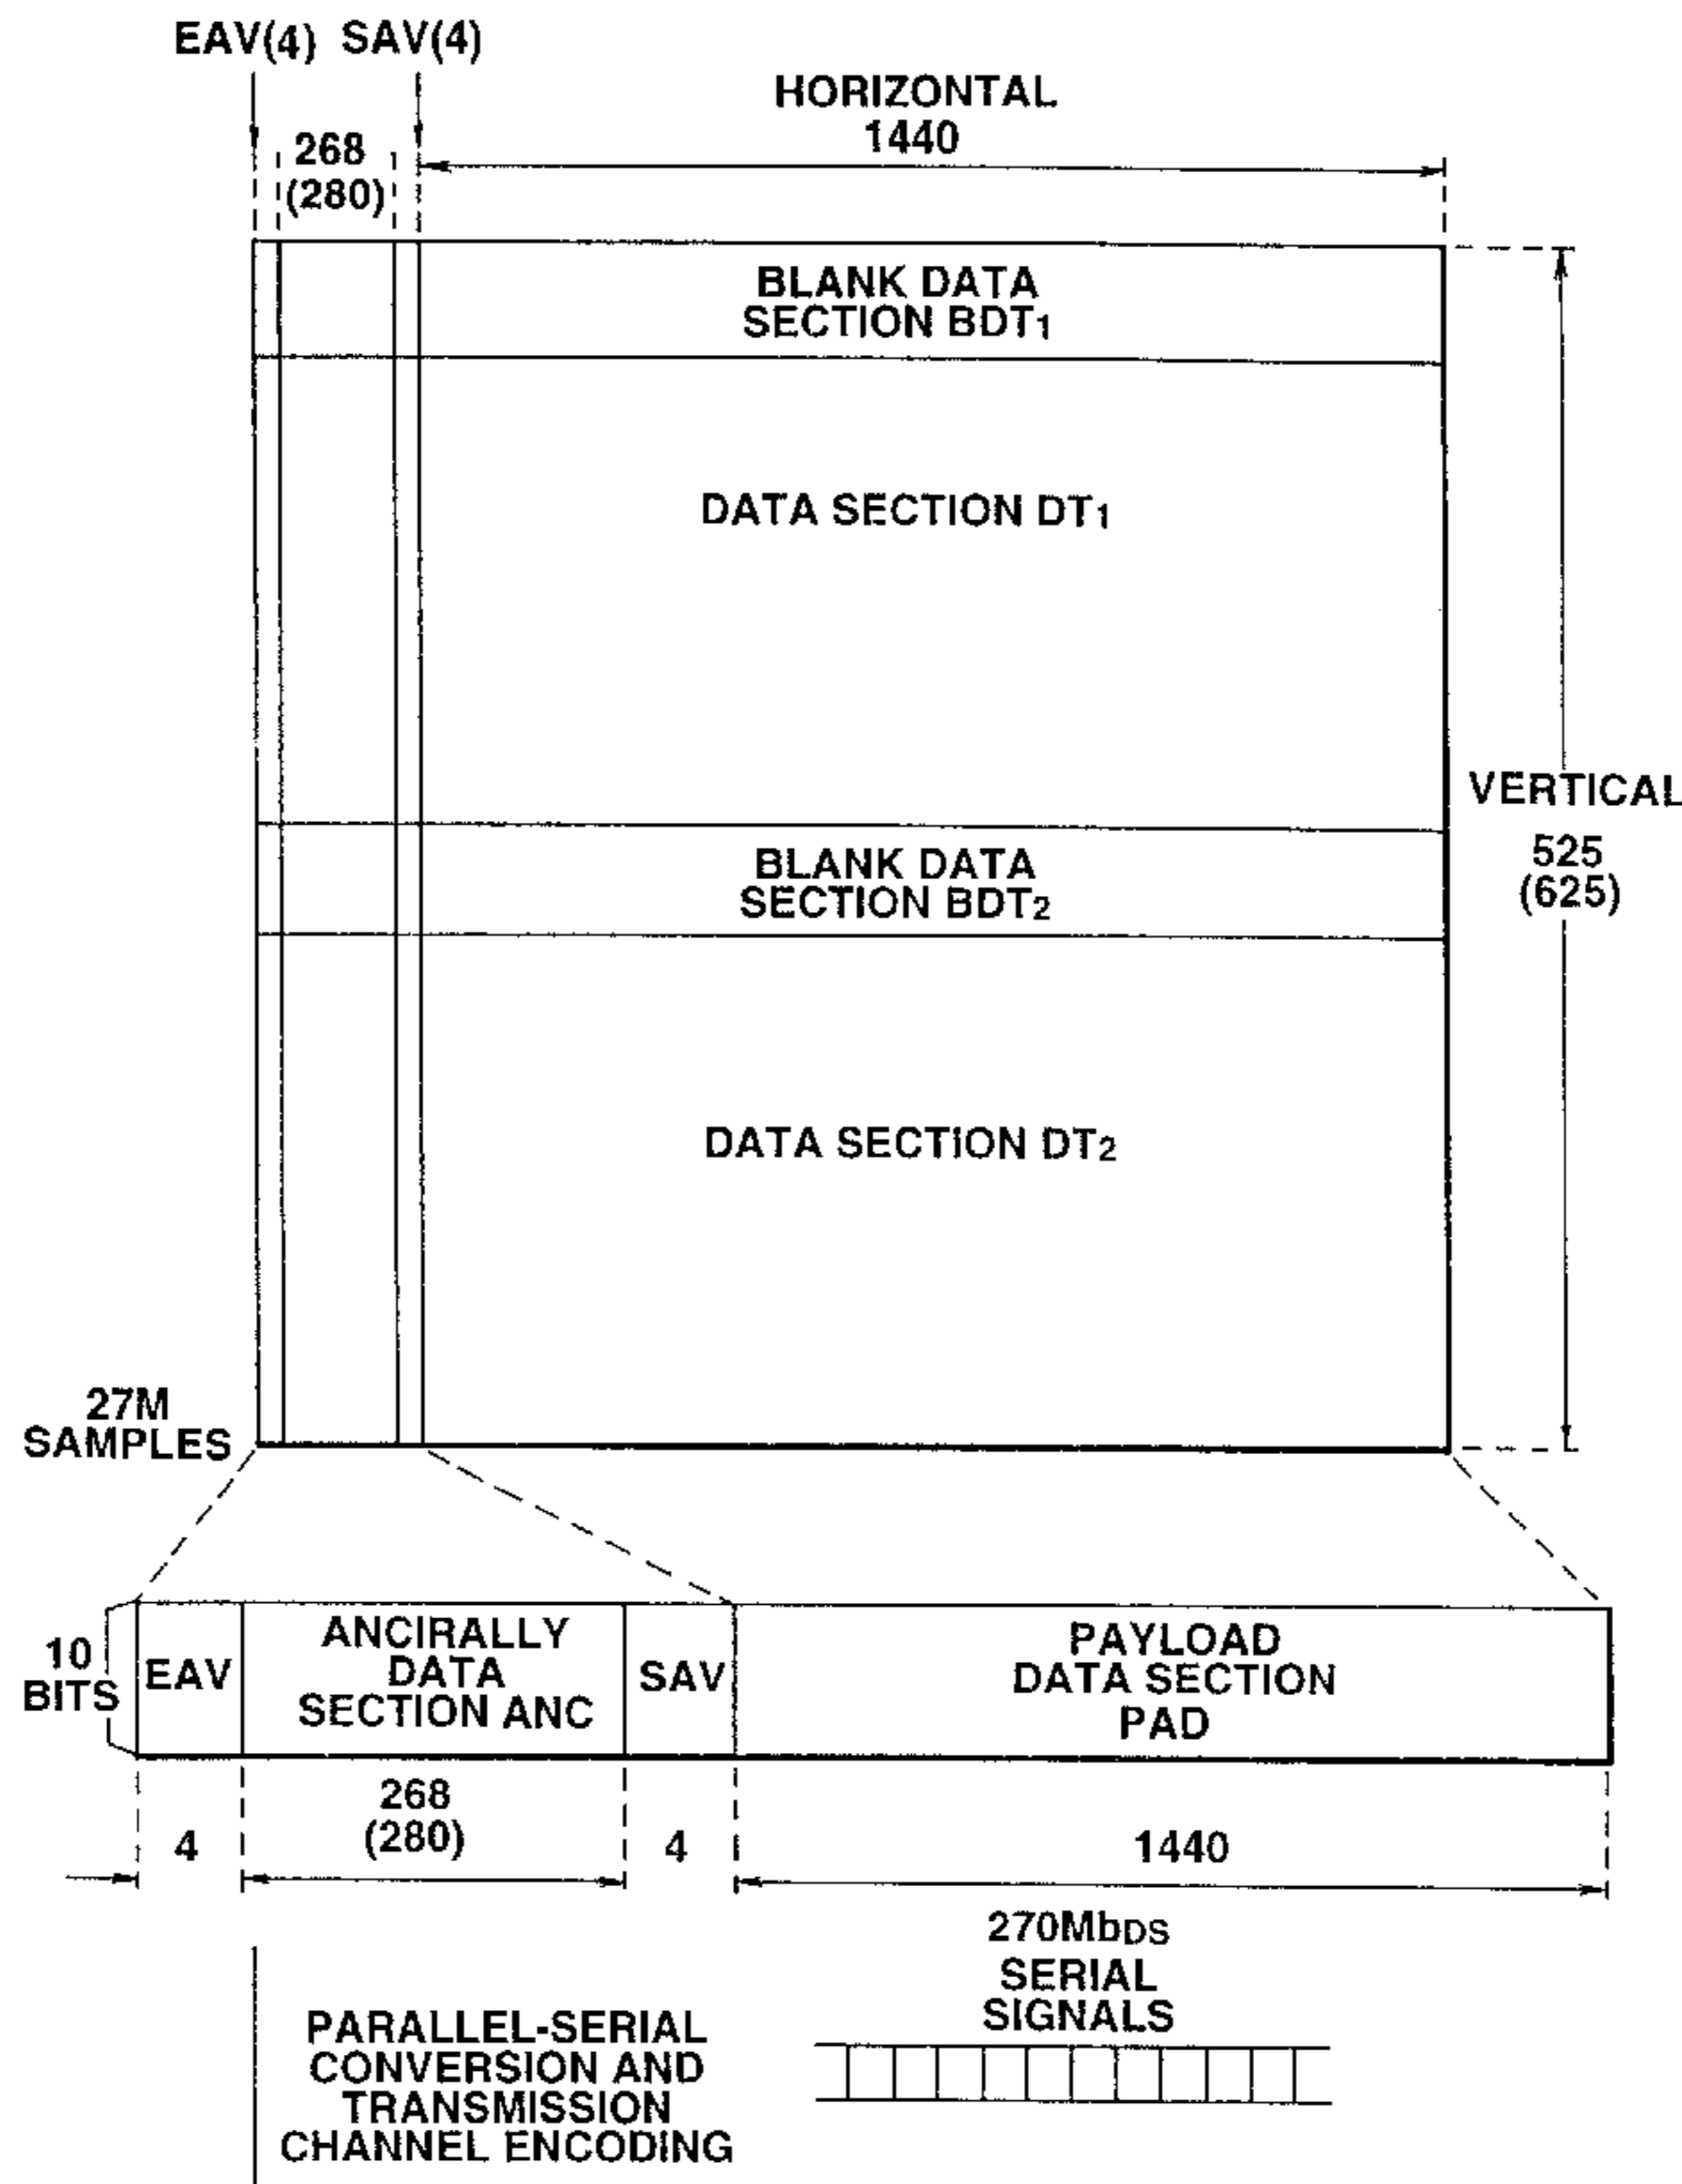 EAV(4) SAV(4)
HORIZONTAL
1440
268
(280)
BLANK DATA
SECTION BDT1
DATA SECTION DT1
VERTICAL
525
(625)
BLANK DATA
SECTION BDT2
DATA SECTION DT2
27M
SAMPLES
10
BITS
EAV
ANCIRALLY
DATA
SECTION ANC
SAV
PAYLOAD
DATA SECTION
PAD
4
268
(280)
4
1440
270MbDS
SERIAL
SIGNALS
PARALLEL-SERIAL
CONVERSION AND
TRANSMISSION
CHANNEL ENCODING